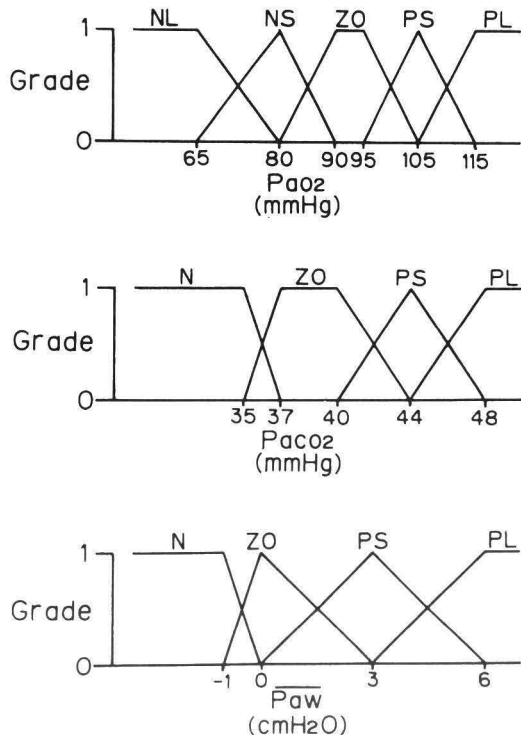 NL NS ZO PS PL
1
Grade
0
65 80 90 95 105 115
PaO2
(mmHg)
N ZO PS PL
1
Grade
0
35 37 40 44 48
PaCO2
(mmHg)
N ZO PS PL
1
Grade
0
-1 0 3 6
Paw
(cmH2O)